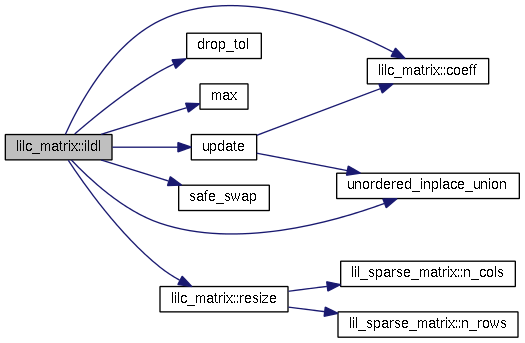 lilc_matrix::ildl
drop_tol
max
update
safe_swap
lilc_matrix::resize
lilc_matrix::coeff
unordered_inplace_union
lil_sparse_matrix::n_cols
lil_sparse_matrix::n_rows